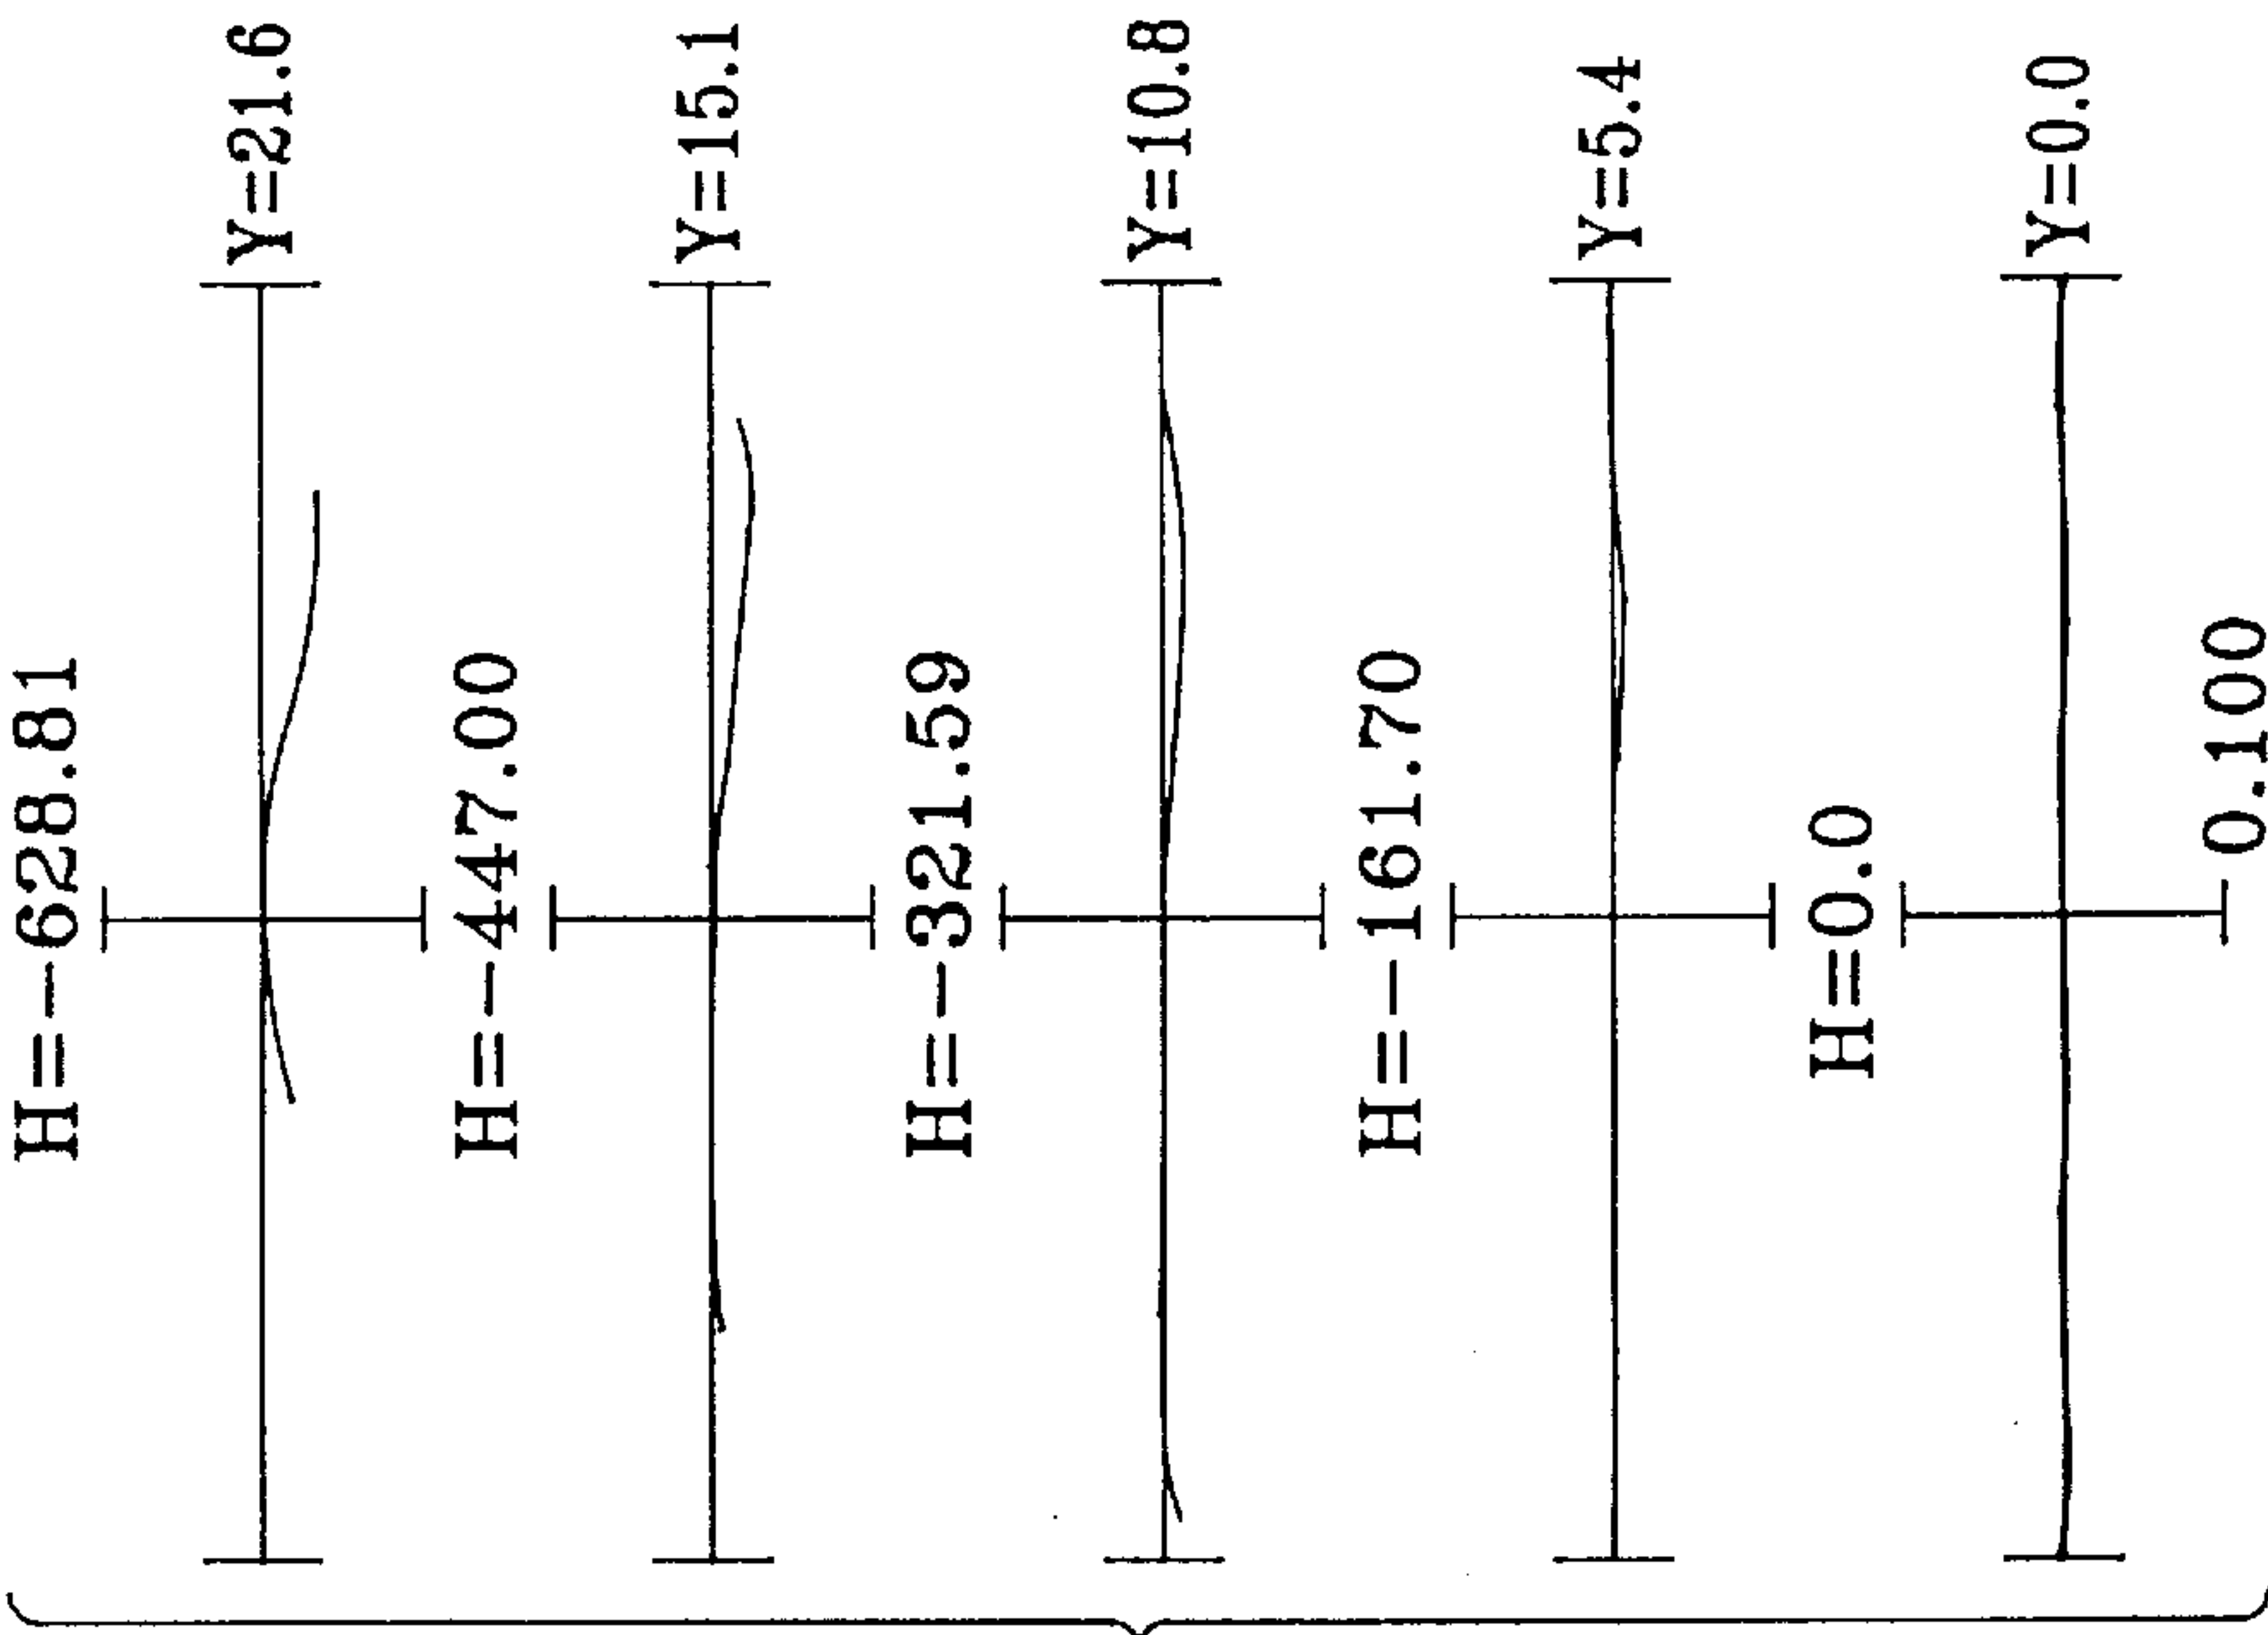 H=-628.81
Y=21.6
H=-447.00
Y=15.1
H=-321.59
Y=10.8
H=-161.70
Y=5.4
H=0.0
Y=0.0
0.100